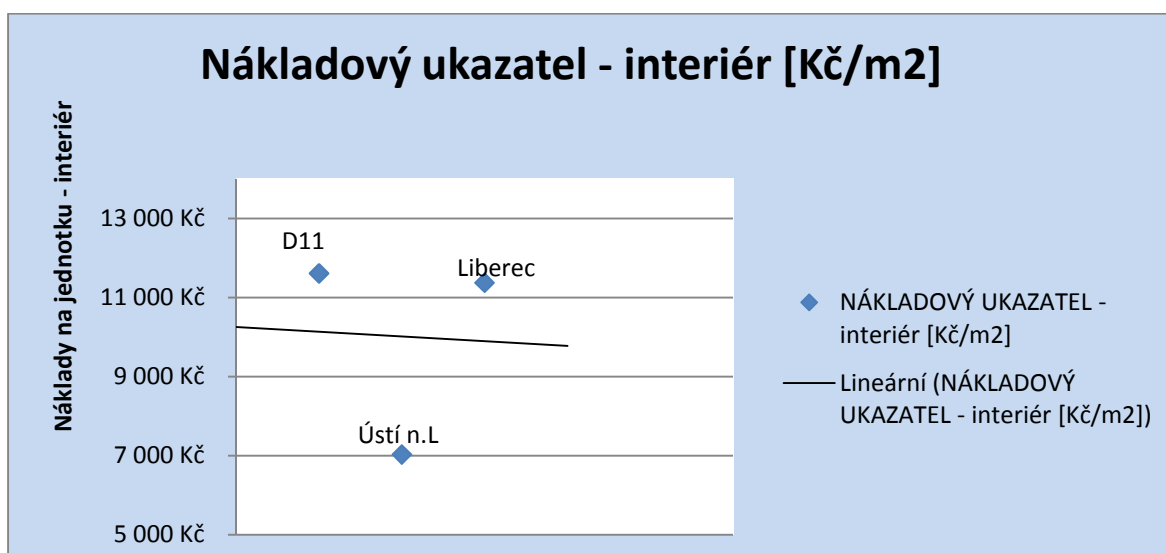 Nákladový ukazatel - interiér [Kč/m2]
Náklady na jednotku - interiér
13 000 Kč
11 000 Kč
9 000 Kč
7 000 Kč
5 000 Kč
D11
Liberec
Ústí n.L
NÁKLADOVÝ UKAZATEL -
interiér [Kč/m2]
Lineární (NÁKLADOVÝ
UKAZATEL - interiér [Kč/m2])